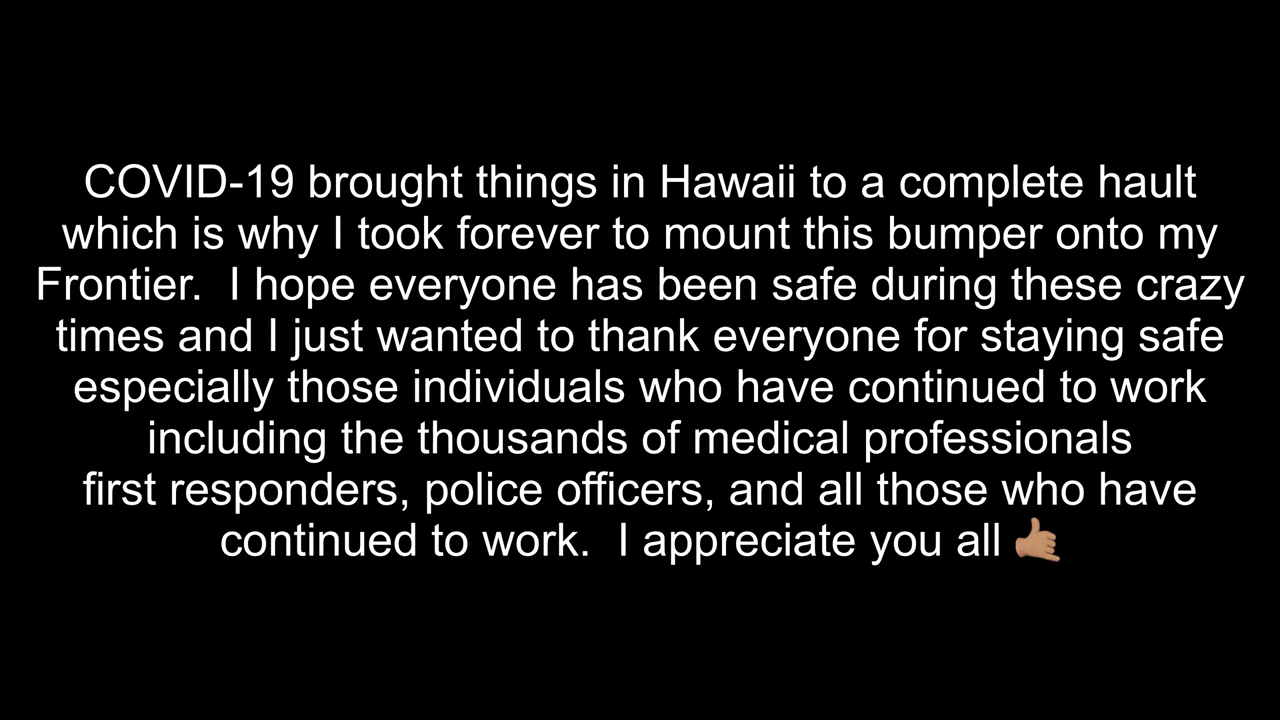 COVID-19 brought things in Hawaii to a complete hault
which is why I took forever to mount this bumper onto my
Frontier.  I hope everyone has been safe during these crazy
times and I just wanted to thank everyone for staying safe
especially those individuals who have continued to work
including the thousands of medical professionals
first responders, police officers, and all those who have
continued to work.  I appreciate you all 🤙🏽